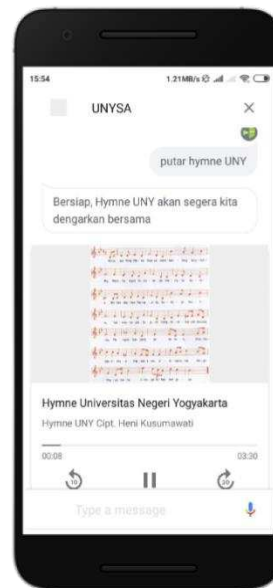 15:54
1.21MB/s
UNYSA
putar hymne UNY
Bersiap, Hymne UNY akan segera kita
dengarkan bersama
Hymne Universitas Negeri Yogyakarta
Hymne UNY Cipt. Heni Kusumawati
00:08
03:30
10
30
Type a message